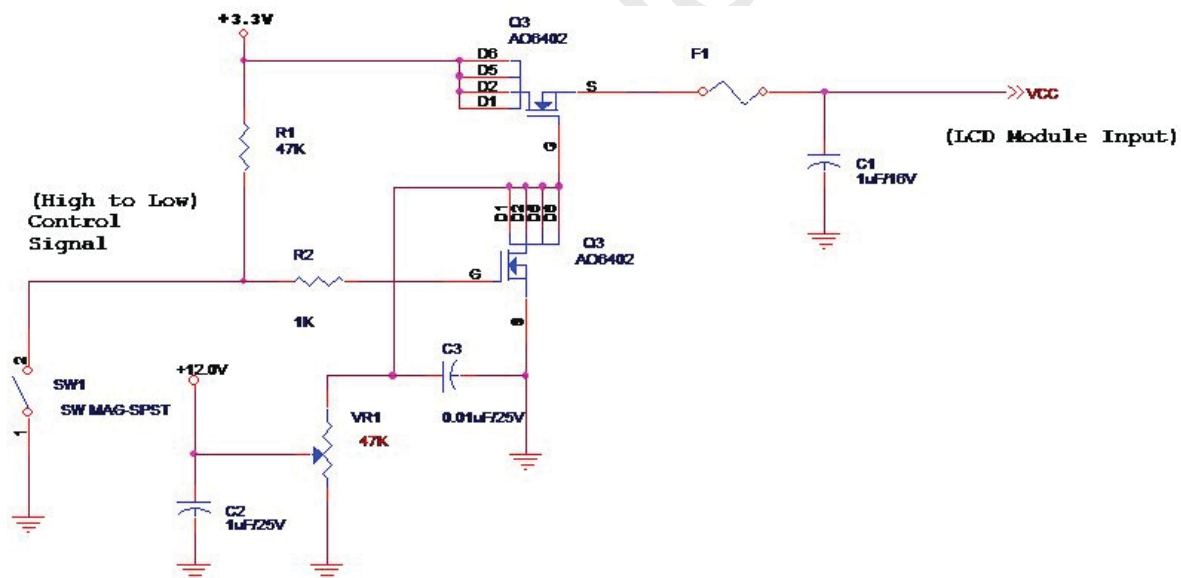 +3.3V
Q3
AO6402
D6
D5
D2
D1
S
G
F1
VCC
(LCD Module Input)
R1
47K
C1
1uF/16V
(High to Low)
Control
Signal
D1
D2
Q3
AO6402
R2
1K
G
S
2
SW1
SW MAG-SPST
1
+12.0V
C3
0.01uF/25V
VR1
47K
C2
1uF/25V